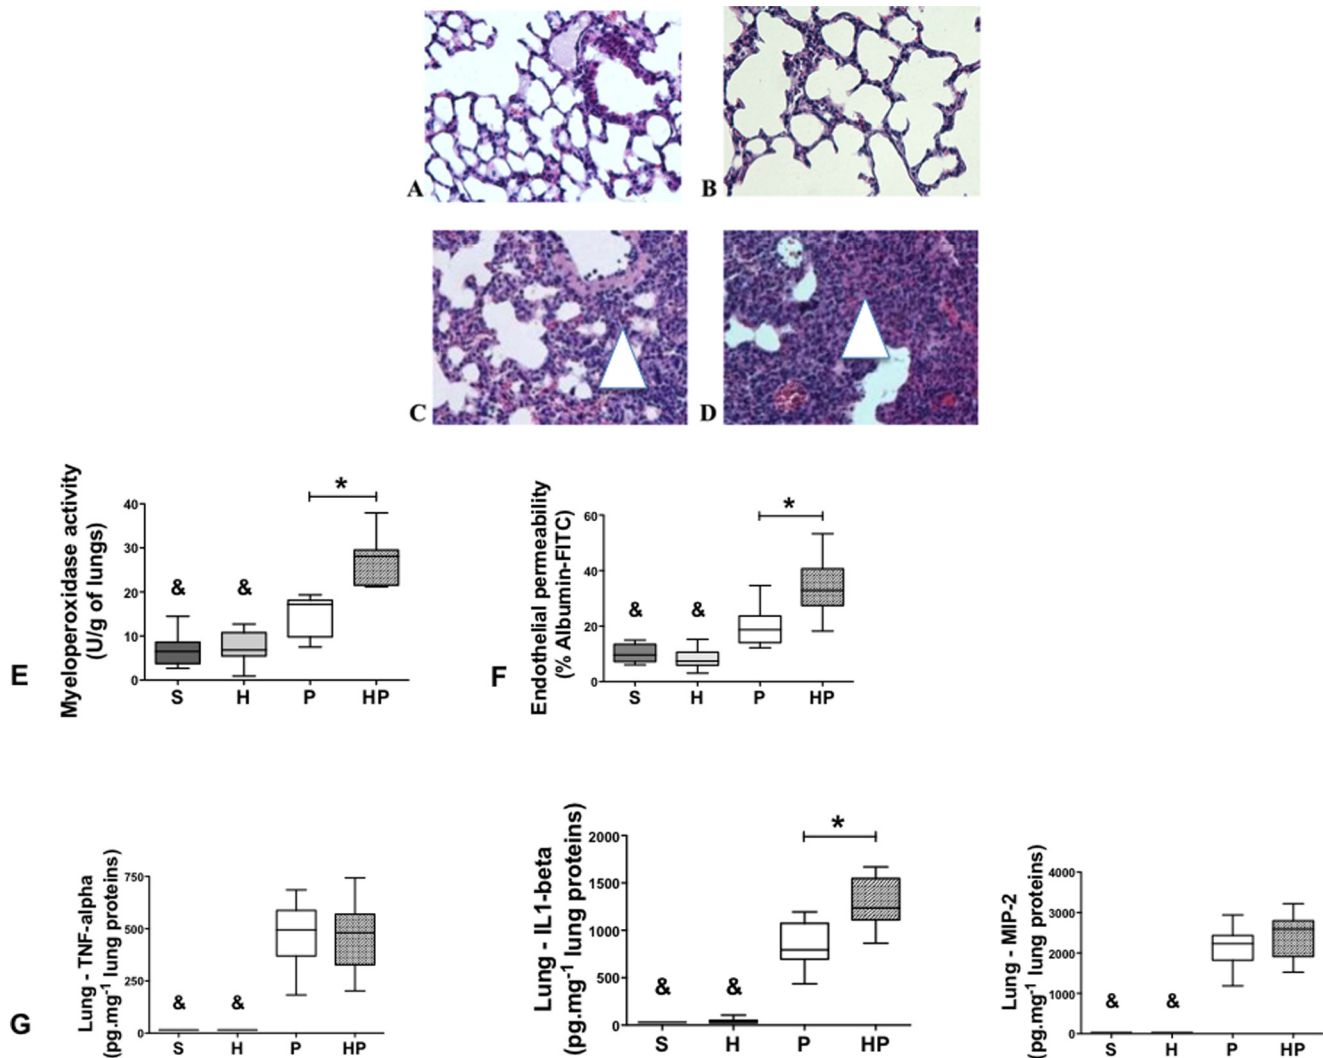 A
B
C
D
E
Myeloperoxidase activity
(U/g of lungs)
40
30
20
10
0
&
&
*
S
H
P
HP
F
Endothelial permeability
(% Albumin-FITC)
60
40
20
0
&
&
*
S
H
P
HP
G
Lung - TNF-alpha
(pg.mg-1 lung proteins)
750
500
250
0
&
&
S
H
P
HP
Lung - IL1-beta
(pg.mg-1 lung proteins)
2000
1500
1000
500
0
&
&
*
S
H
P
HP
Lung - MIP-2
(pg.mg-1 lung proteins)
4000
3000
2000
1000
0
&
&
S
H
P
HP